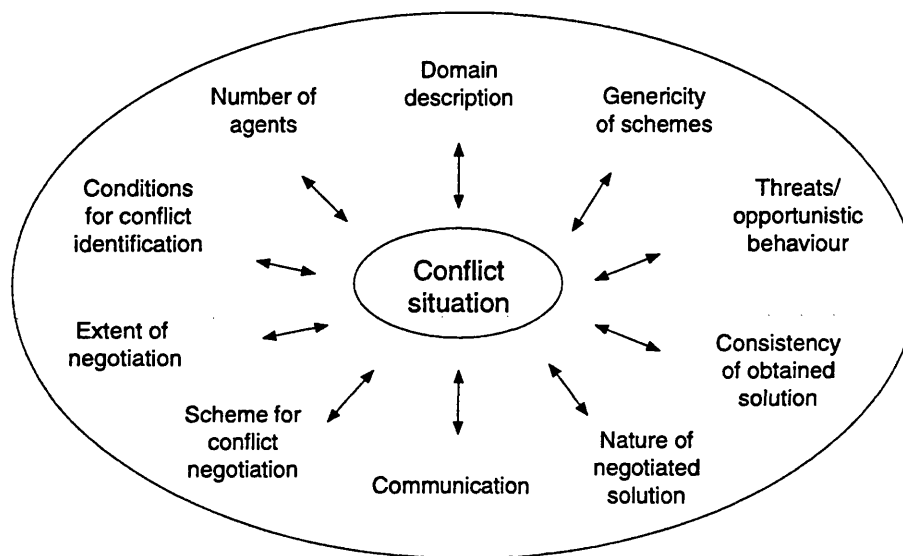 Domain
description
Number of
agents
Genericity
of schemes
Conditions
for conflict
identification
Threats/
opportunistic
behaviour
Conflict
situation
Extent of
negotiation
Consistency
of obtained
solution
Scheme for
conflict
negotiation
Communication
Nature of
negotiated
solution